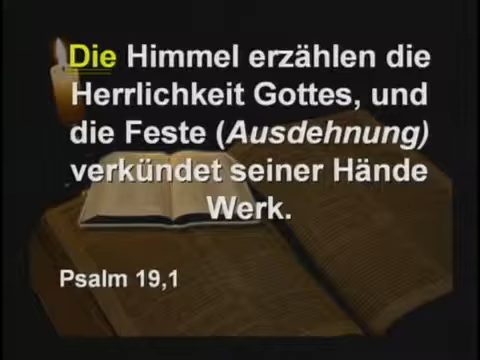 Die Himmel erzählen die
Herrlichkeit Gottes, und
die Feste (Ausdehnung)
verkündet seiner Hände
Werk.
Psalm 19,1